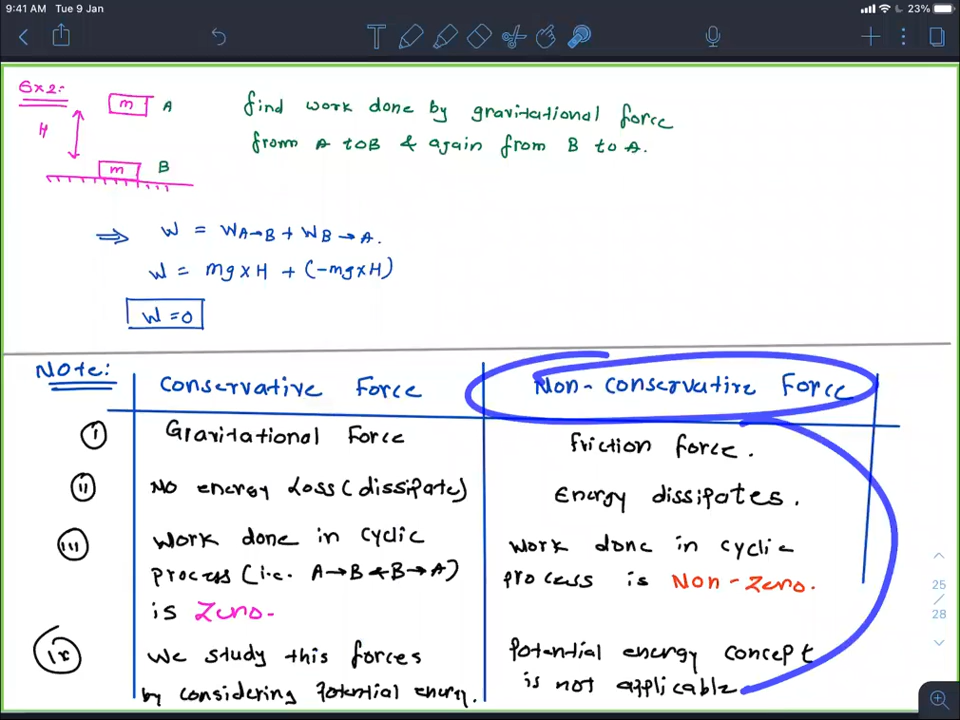 9:41 AM Tue 9 Jan
23%
Ex2:
m A
H
m B
find work done by gravitational force
from A to B & again from B to A.
⇒ W = WA→B + WB→A.
W = mg×H + (-mg×H)
W = 0
Note:
Conservative Force
Non-conservative Force
i
Gravitational Force
friction force.
ii
No energy Loss (dissipate)
Energy dissipates.
iii
Work done in cyclic
process (i.e. A→B & B→A)
is Zero.
Work done in cyclic
process is Non-Zero.
iv
We study this forces
by considering Potential energy.
Potential energy concept
is not applicable
25
/
28